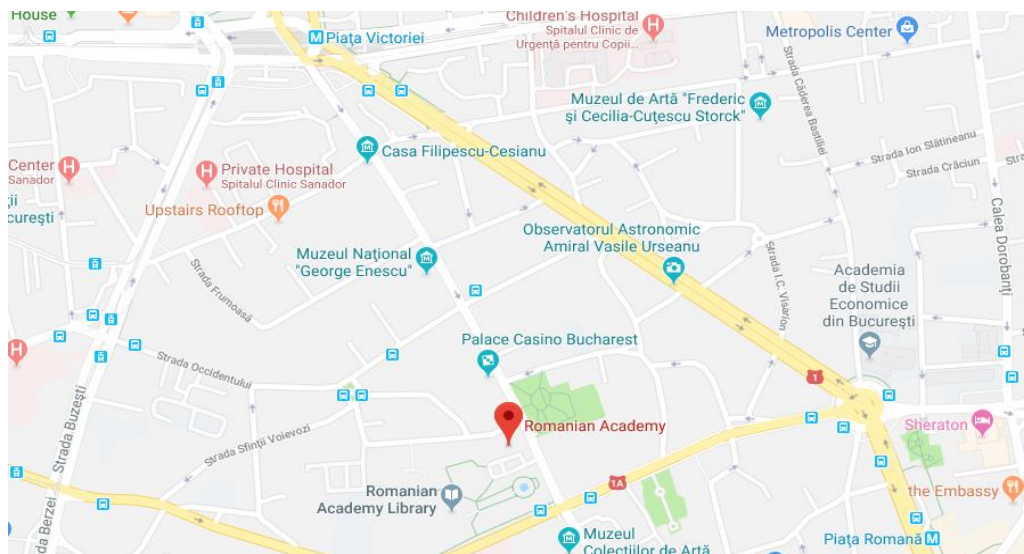 House
Piața Victoriei
Children's Hospital
Spitalul Clinic de
Urgență pentru Copii...
Metropolis Center
Strada Căderea Bastiliei
Muzeul de Artă "Frederic
și Cecilia-Cuțescu Storck"
Casa Filipescu-Cesianu
Strada Ion Slătineanu
Strada Crăciun
Center
Sanador
Private Hospital
Spitalul Clinic Sanador
Upstairs Rooftop
gii
curești
Observatorul Astronomic
Amiral Vasile Urseanu
Calea Dorobanți
Muzeul Național
"George Enescu"
Strada Frumoasă
Strada I.C. Visarion
Academia
de Studii
Economice
din București
Palace Casino Bucharest
Strada Occidentului
1
Strada Buzești
Romanian Academy
Sheraton
Strada Sfinții Voievozi
1A
Romanian
Academy Library
the Embassy
da Berzei
Muzeul
Colecțiilor de Artă
Piața Romană